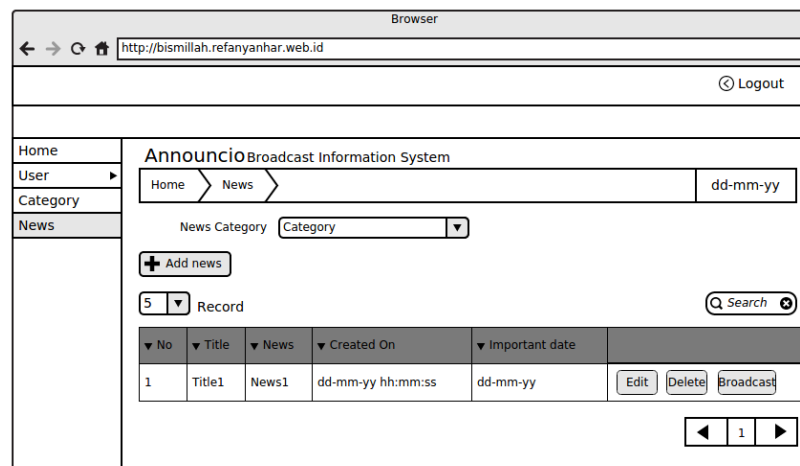 Browser
http://bismillah.refanyanhar.web.id
Logout
Home
User
Category
News
Announcio Broadcast Information System
Home News dd-mm-yy
News Category Category
Add news
5 Record Search
No Title News Created On Important date
1 Title1 News1 dd-mm-yy hh:mm:ss dd-mm-yy Edit Delete Broadcast
1